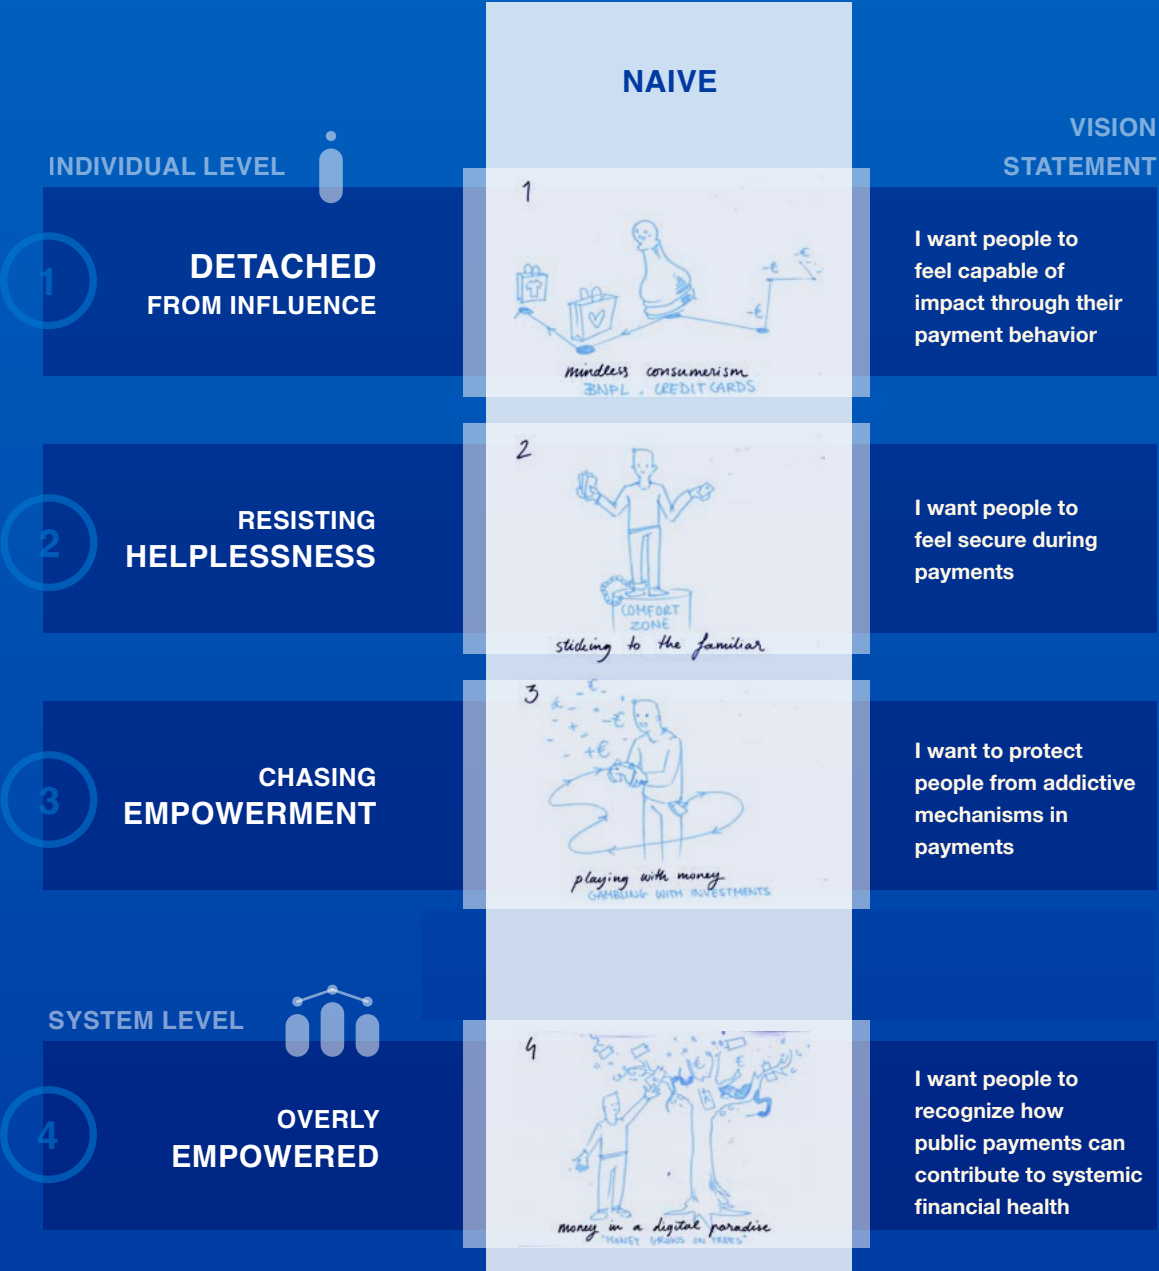 NAIVE
VISION
STATEMENT
INDIVIDUAL LEVEL
1
DETACHED
FROM INFLUENCE
1
-€
-€
-€
mindless consumerism
BNPL , CREDIT CARDS
I want people to
feel capable of
impact through their
payment behavior
2
RESISTING
HELPLESSNESS
2
COMFORT
ZONE
sticking to the familiar
I want people to
feel secure during
payments
3
CHASING
EMPOWERMENT
3
-€
-€
+€
playing with money
GAMBLING WITH INVESTMENTS
I want to protect
people from addictive
mechanisms in
payments
SYSTEM LEVEL
4
OVERLY
EMPOWERED
4
€
€
money in a digital paradise
"MONEY GROWS ON TREES"
I want people to
recognize how
public payments can
contribute to systemic
financial health